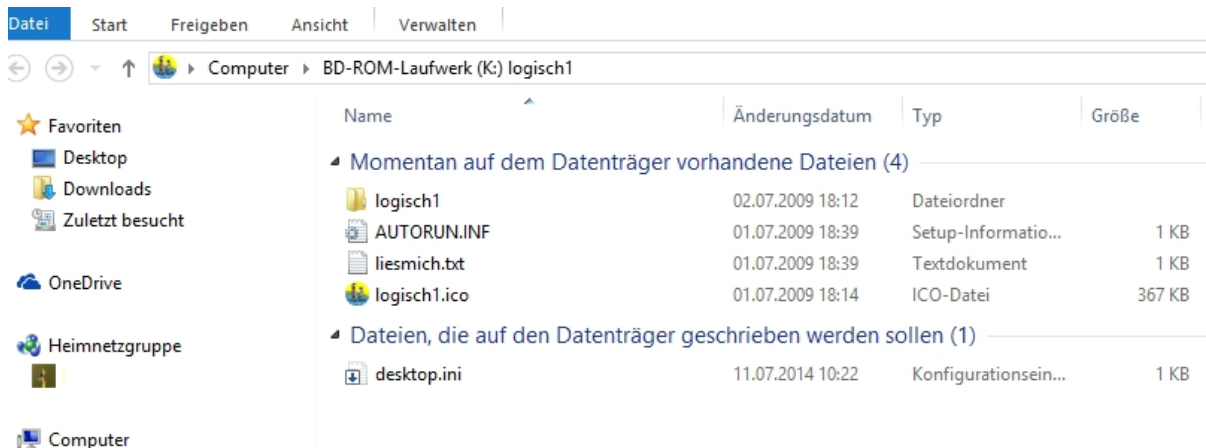 Datei Start Freigeben Ansicht Verwalten
Computer BD-ROM-Laufwerk (K:) logisch1
Name Änderungsdatum Typ Größe
Favoriten
Desktop
Downloads
Zuletzt besucht
OneDrive
Heimnetzgruppe
Computer
Momentan auf dem Datenträger vorhandene Dateien (4)
logisch1 02.07.2009 18:12 Dateiordner
AUTORUN.INF 01.07.2009 18:39 Setup-Informatio... 1 KB
liesmich.txt 01.07.2009 18:39 Textdokument 1 KB
logisch1.ico 01.07.2009 18:14 ICO-Datei 367 KB
Dateien, die auf den Datenträger geschrieben werden sollen (1)
desktop.ini 11.07.2014 10:22 Konfigurationsein... 1 KB